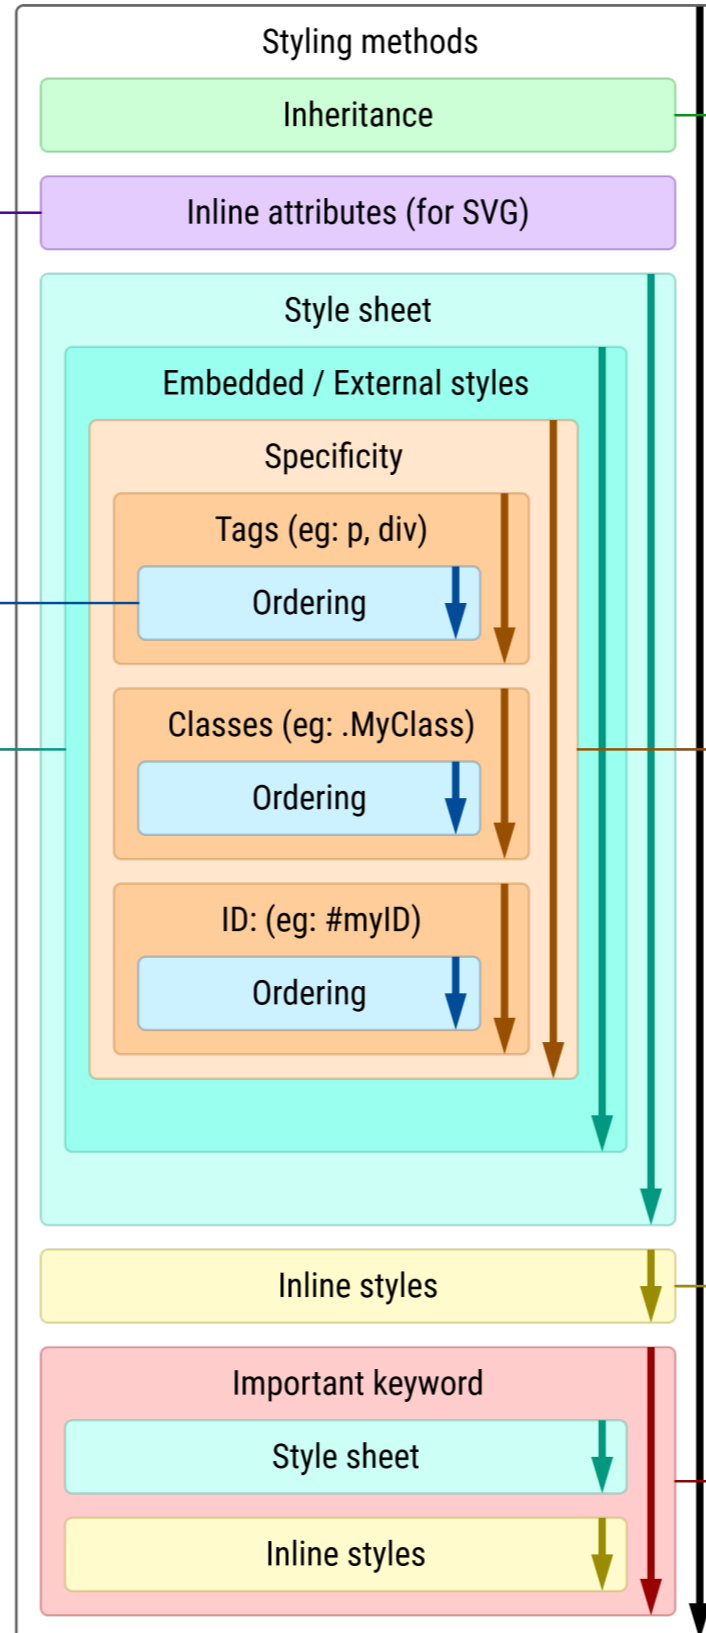 Styling methods
Inheritance
Inline attributes (for SVG)
Style sheet
Embedded / External styles
Specificity
Tags (eg: p, div)
Ordering
Classes (eg: .MyClass)
Ordering
ID: (eg: #myID)
Ordering
Inline styles
Important keyword
Style sheet
Inline styles